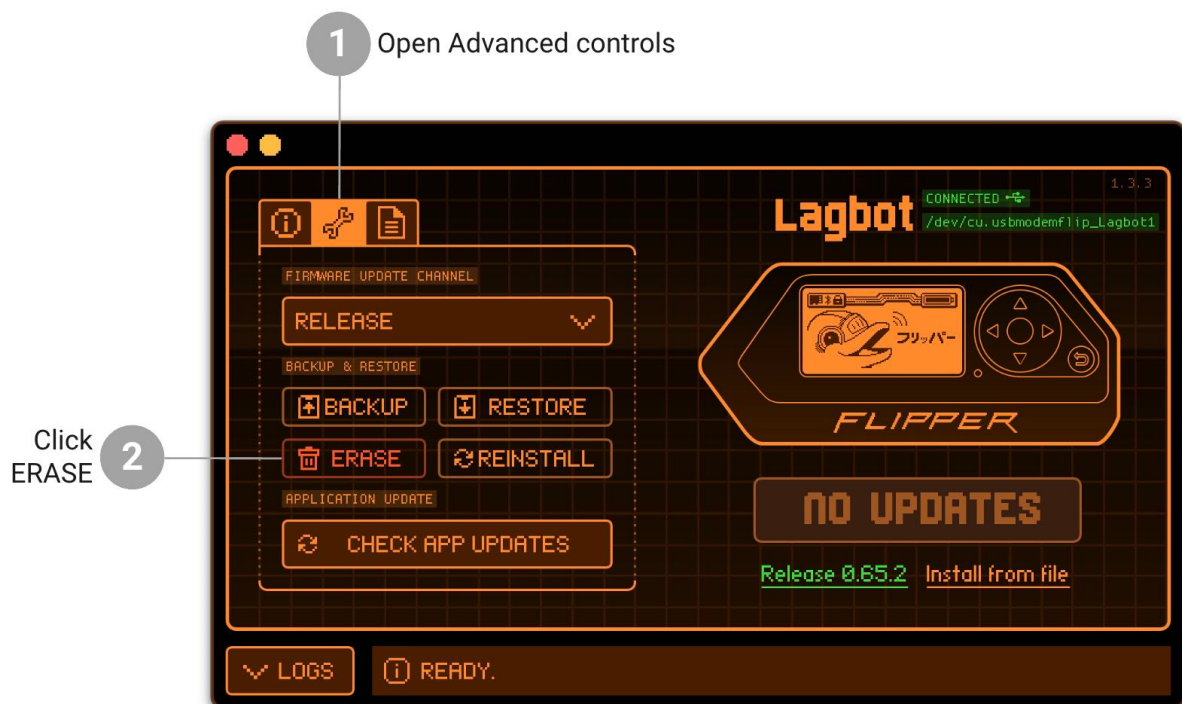 1 Open Advanced controls
1.3.3
Lagbot
CONNECTED
/dev/cu.usbmodemflip_Lagbot1
FIRMWARE UPDATE CHANNEL
RELEASE
BACKUP & RESTORE
BACKUP RESTORE
Click
ERASE
2
ERASE REINSTALL
APPLICATION UPDATE
CHECK APP UPDATES
フリッパー
FLIPPER
NO UPDATES
Release 0.65.2 Install from file
LOGS
READY.